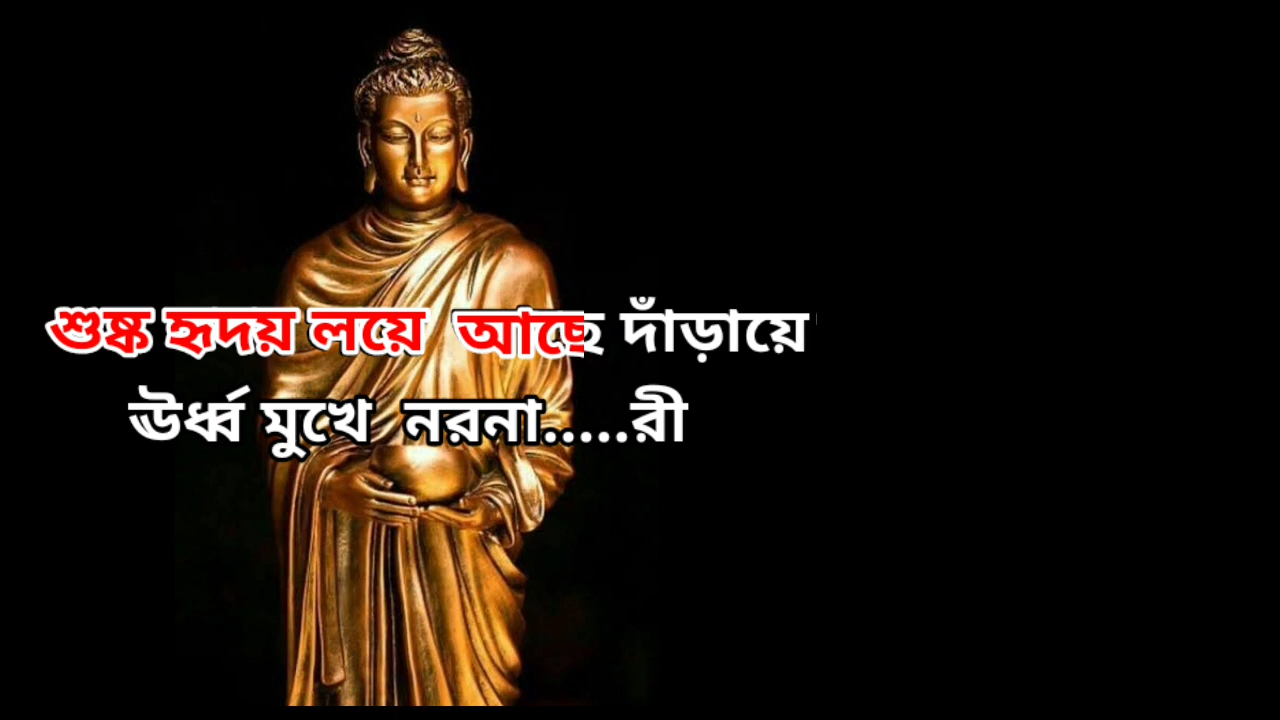 শুষ্ক হৃদয় লয়ে আছে দাঁড়ায়ে
ঊর্ধ্ব মুখে নরনা.....রী